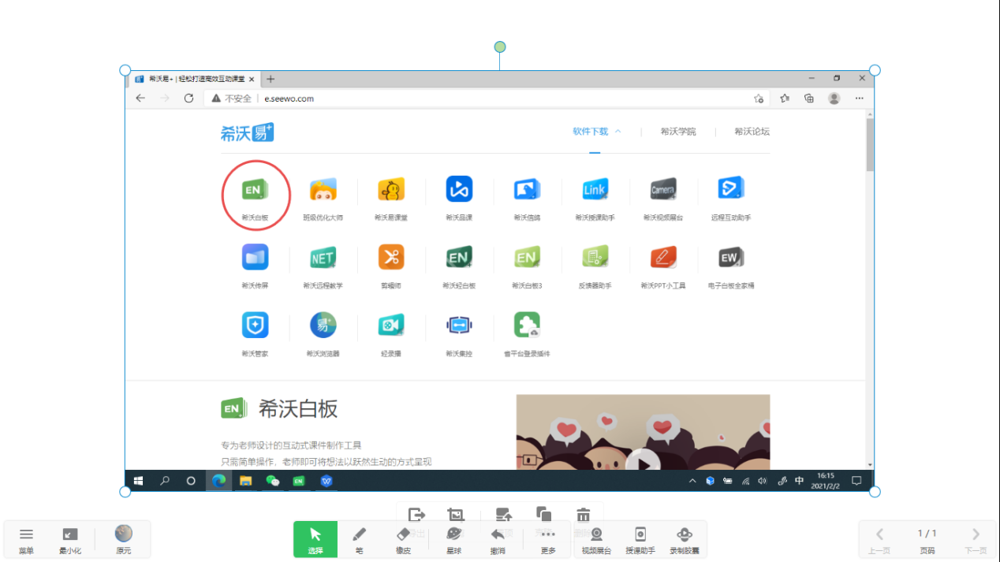 希沃易+ | 轻松打造高效互动课堂
不安全 e.seewo.com
希沃易+
软件下载 希沃学院 希沃论坛
EN Link Camera
希沃白板 班级优化大师 希沃易课堂 希沃品课 希沃信鸽 希沃授课助手 希沃视频展台 远程互动助手
NET EN EN EW
希沃传屏 希沃远程教学 剪辑师 希沃轻白板 希沃白板3 反馈器助手 希沃PPT小工具 电子白板全家桶
易+
希沃管家 希沃浏览器 轻录播 希沃集控 省平台登录插件
EN 希沃白板
专为老师设计的互动式课件制作工具
只需简单操作，老师即可将想法以跃然生动的方式呈现
EN 中 16:15
2021/2/2
1 / 1
菜单 最小化 原元 选择 笔 橡皮 星球 撤消 更多 视频展台 授课助手 录制胶囊 上一页 页码 下一页